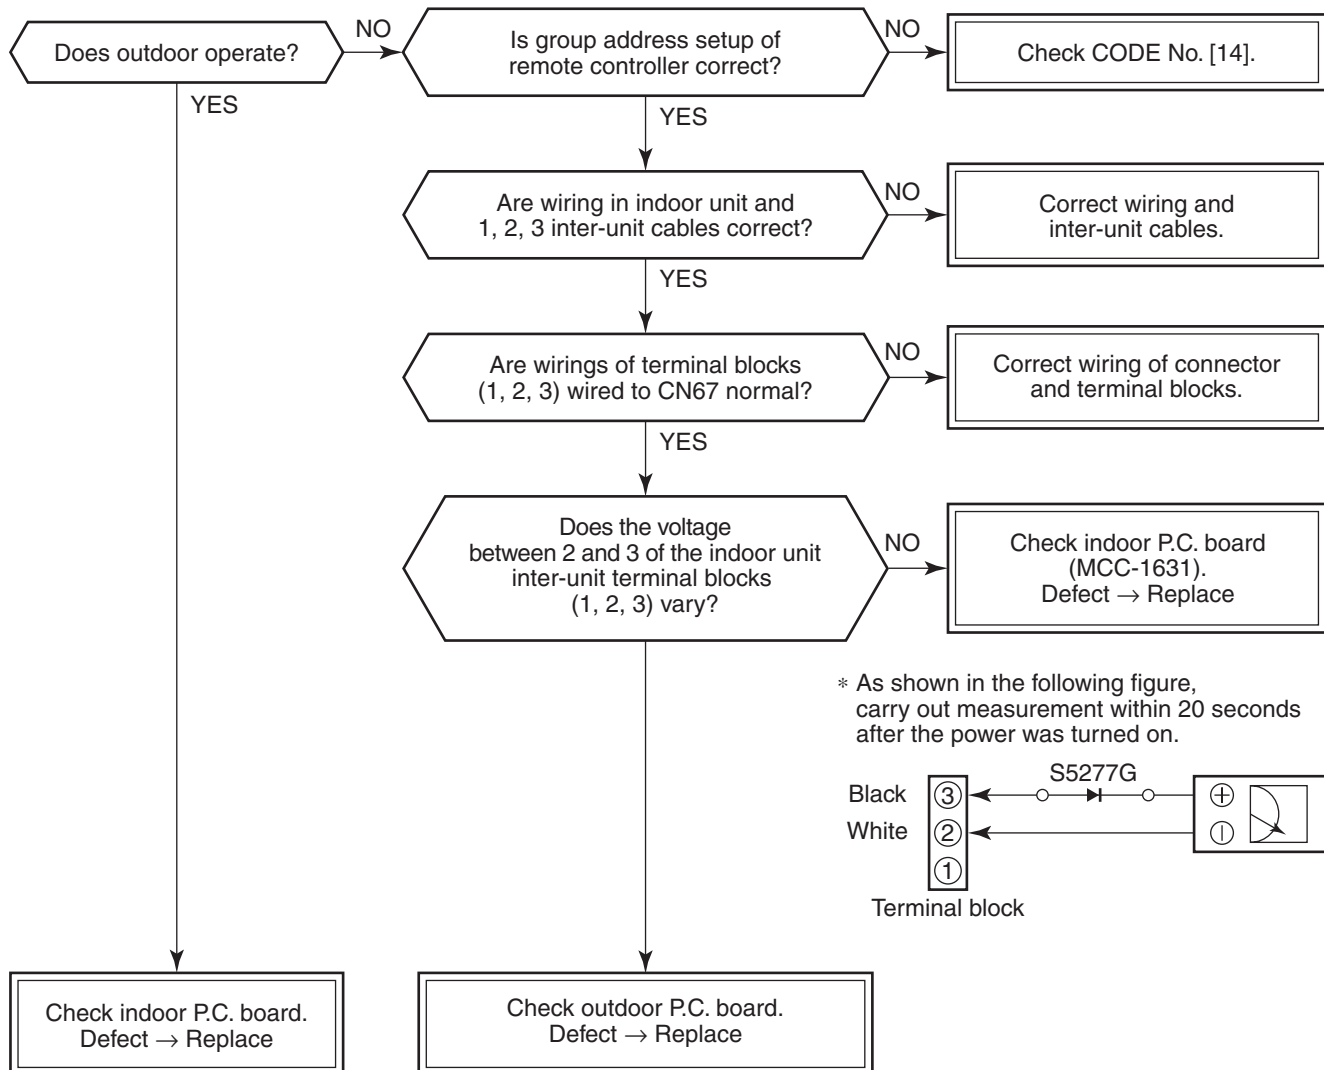 Does outdoor operate?
NO
YES
Is group address setup of
remote controller correct?
NO
Check CODE No. [14].
YES
Are wiring in indoor unit and
1, 2, 3 inter-unit cables correct?
NO
Correct wiring and
inter-unit cables.
YES
Are wirings of terminal blocks
(1, 2, 3) wired to CN67 normal?
NO
Correct wiring of connector
and terminal blocks.
YES
Does the voltage
between 2 and 3 of the indoor unit
inter-unit terminal blocks
(1, 2, 3) vary?
NO
Check indoor P.C. board
(MCC-1631).
Defect → Replace
* As shown in the following figure,
carry out measurement within 20 seconds
after the power was turned on.
S5277G
Black ③ ⊕
White ② ⊖
①
Terminal block
Check indoor P.C. board.
Defect → Replace
Check outdoor P.C. board.
Defect → Replace